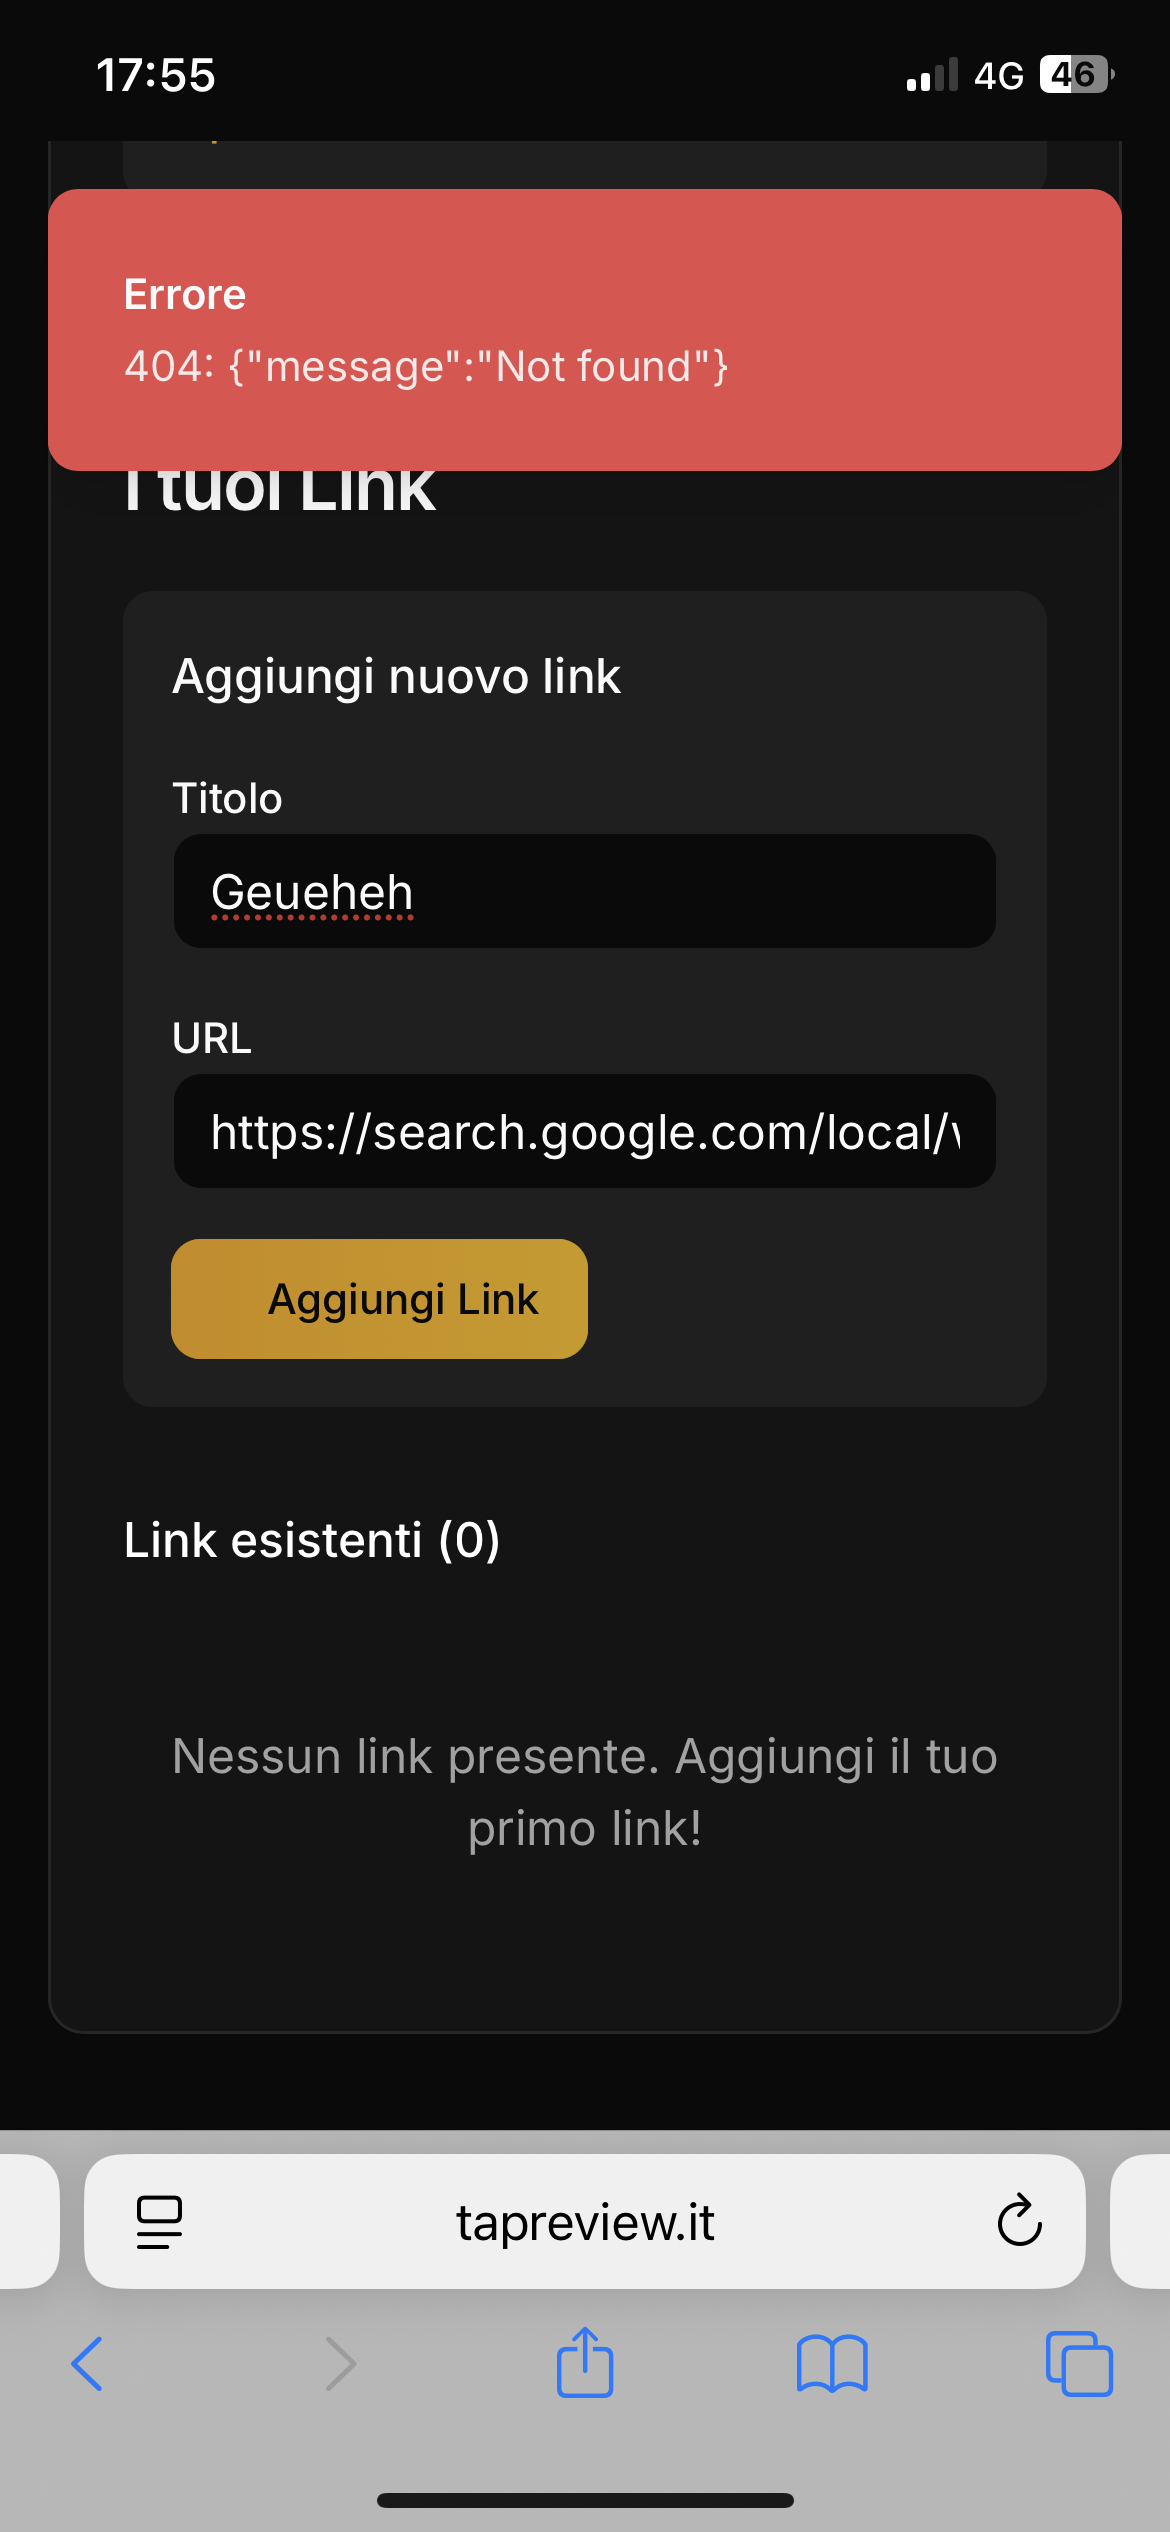 17:55
4G
46
Errore
404: {"message":"Not found"}
I tuoi Link
Aggiungi nuovo link
Titolo
Geueheh
URL
https://search.google.com/local/
Aggiungi Link
Link esistenti (0)
Nessun link presente. Aggiungi il tuo
primo link!
tapreview.it